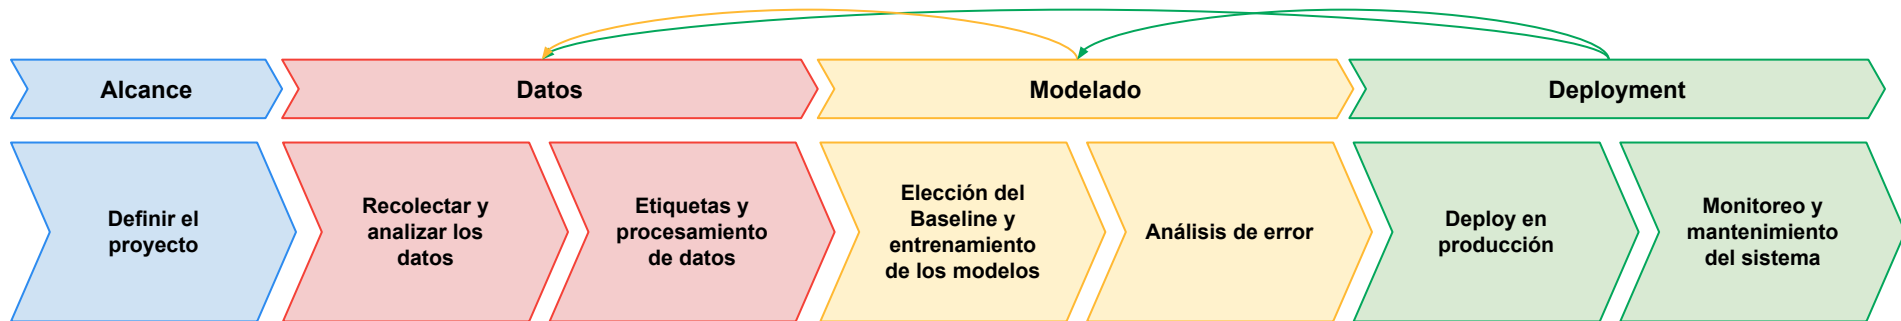 Alcance
Datos
Modelado
Deployment
Definir el
proyecto
Recolectar y
analizar los
datos
Etiquetas y
procesamiento
de datos
Elección del
Baseline y
entrenamiento
de los modelos
Análisis de error
Deploy en
producción
Monitoreo y
mantenimiento
del sistema